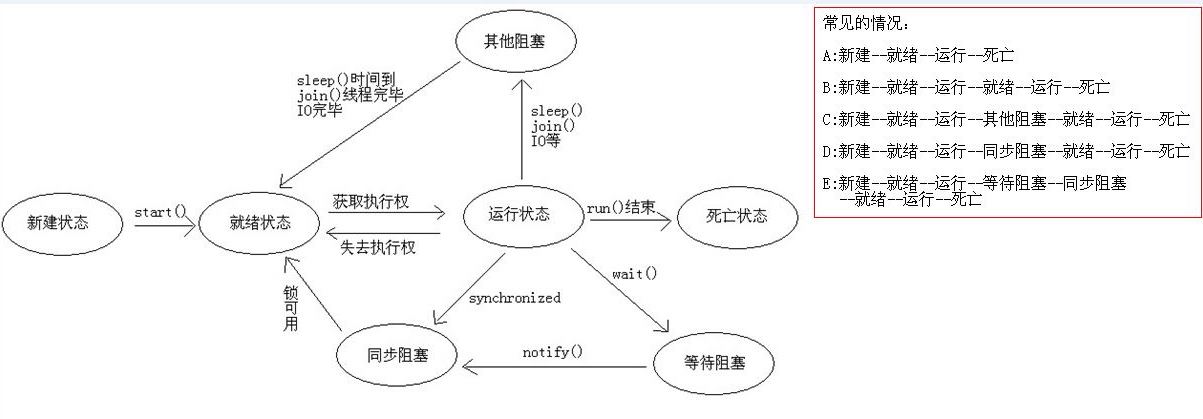 其他阻塞
sleep()时间到
join()线程完毕
IO完毕
sleep()
join()
IO等
新建状态
start()
就绪状态
获取执行权
失去执行权
运行状态
run()结束
死亡状态
锁可用
synchronized
wait()
同步阻塞
notify()
等待阻塞
常见的情况:
A:新建--就绪--运行--死亡
B:新建--就绪--运行--就绪--运行--死亡
C:新建--就绪--运行--其他阻塞--就绪--运行--死亡
D:新建--就绪--运行--同步阻塞--就绪--运行--死亡
E:新建--就绪--运行--等待阻塞--同步阻塞
--就绪--运行--死亡